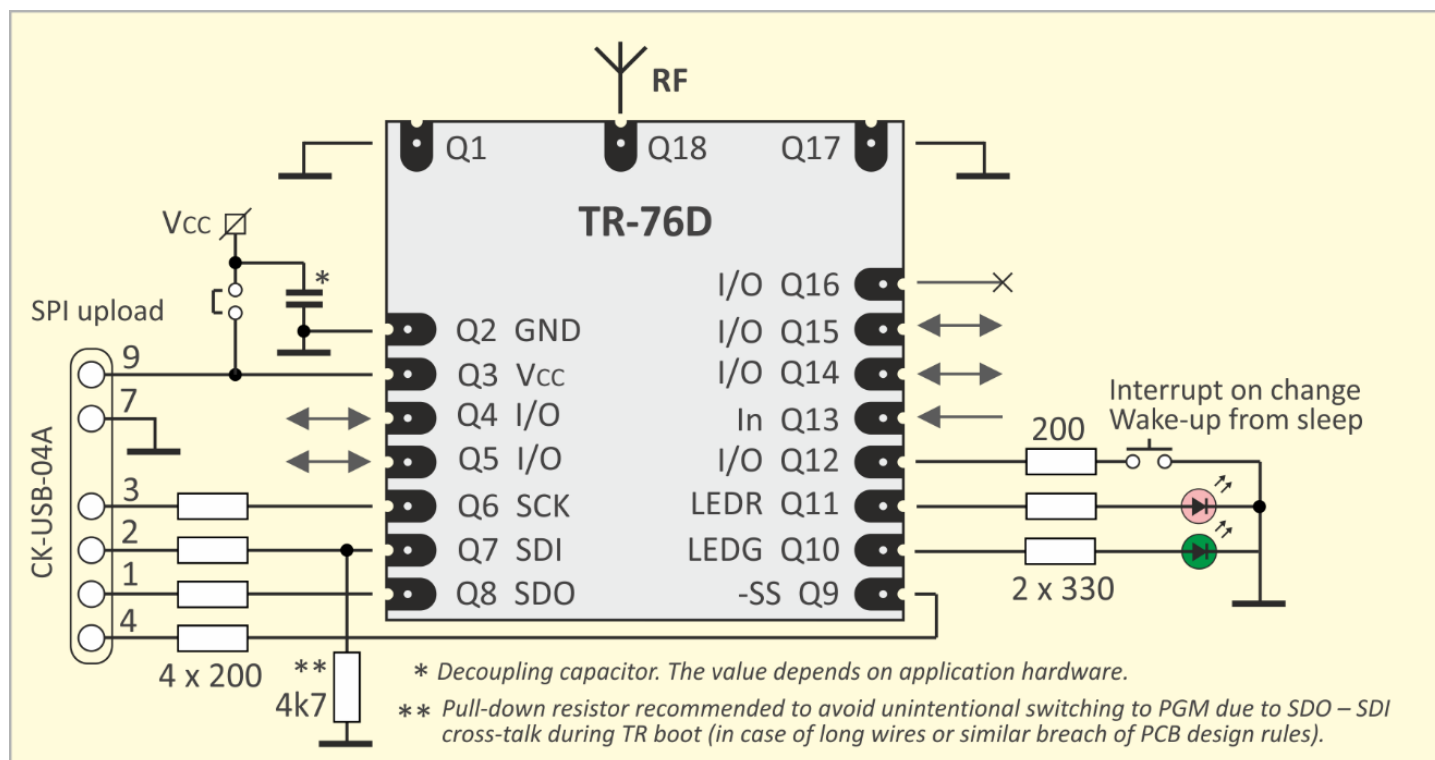 RF
Q1
Q18
Q17
TR-76D
Vcc
*
SPI upload
CK-USB-04A
9
7
3
2
1
4
4 x 200
**
4k7
Q2 GND
Q3 Vcc
Q4 I/O
Q5 I/O
Q6 SCK
Q7 SDI
Q8 SDO
I/O Q16
I/O Q15
I/O Q14
In Q13
I/O Q12
LEDR Q11
LEDG Q10
-SS Q9
Interrupt on change
Wake-up from sleep
200
2 x 330
* Decoupling capacitor. The value depends on application hardware.
** Pull-down resistor recommended to avoid unintentional switching to PGM due to SDO – SDI
cross-talk during TR boot (in case of long wires or similar breach of PCB design rules).